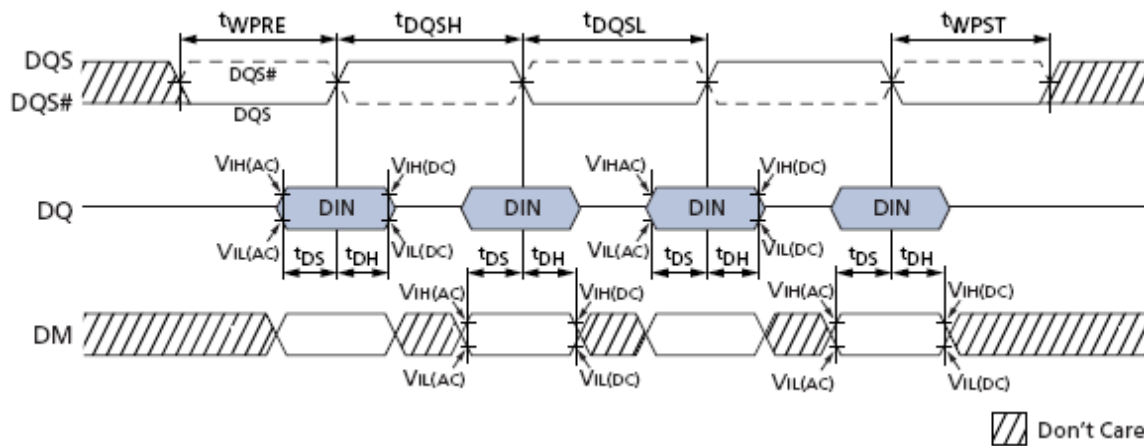 tWPRE tDQSH tDQSL tWPST
DQS
DQS#
DQS#
DQS
VIH(AC) VIH(DC) VIHAC) VIH(DC)
DQ DIN DIN DIN DIN
VIL(AC) VIL(DC) VIL(AC) VIL(DC)
tDS tDH tDS tDH tDS tDH tDS tDH
VIH(AC) VIH(DC) VIH(AC) VIH(DC)
DM
VIL(AC) VIL(DC) VIL(AC) VIL(DC)
Don't Care